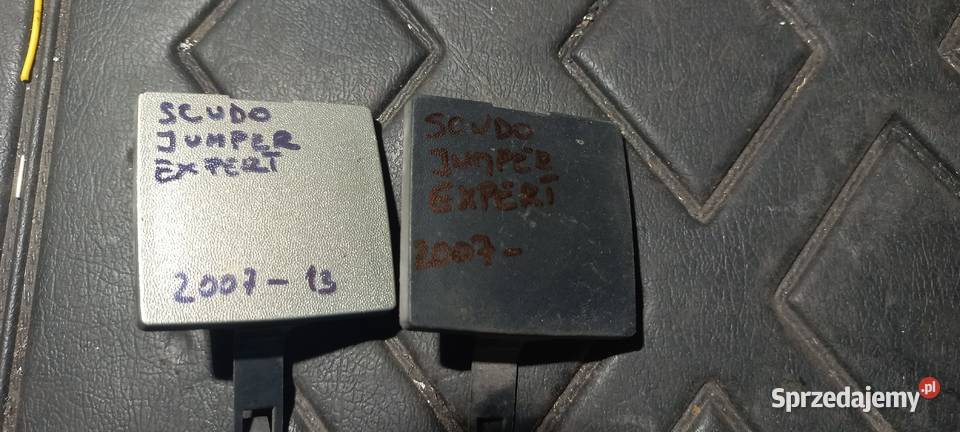 SCUDO
JUMPER
EXPERT
2007 - 13
SCUDO
JUMPER
EXPERT
2007 -
Sprzedajemy.pl